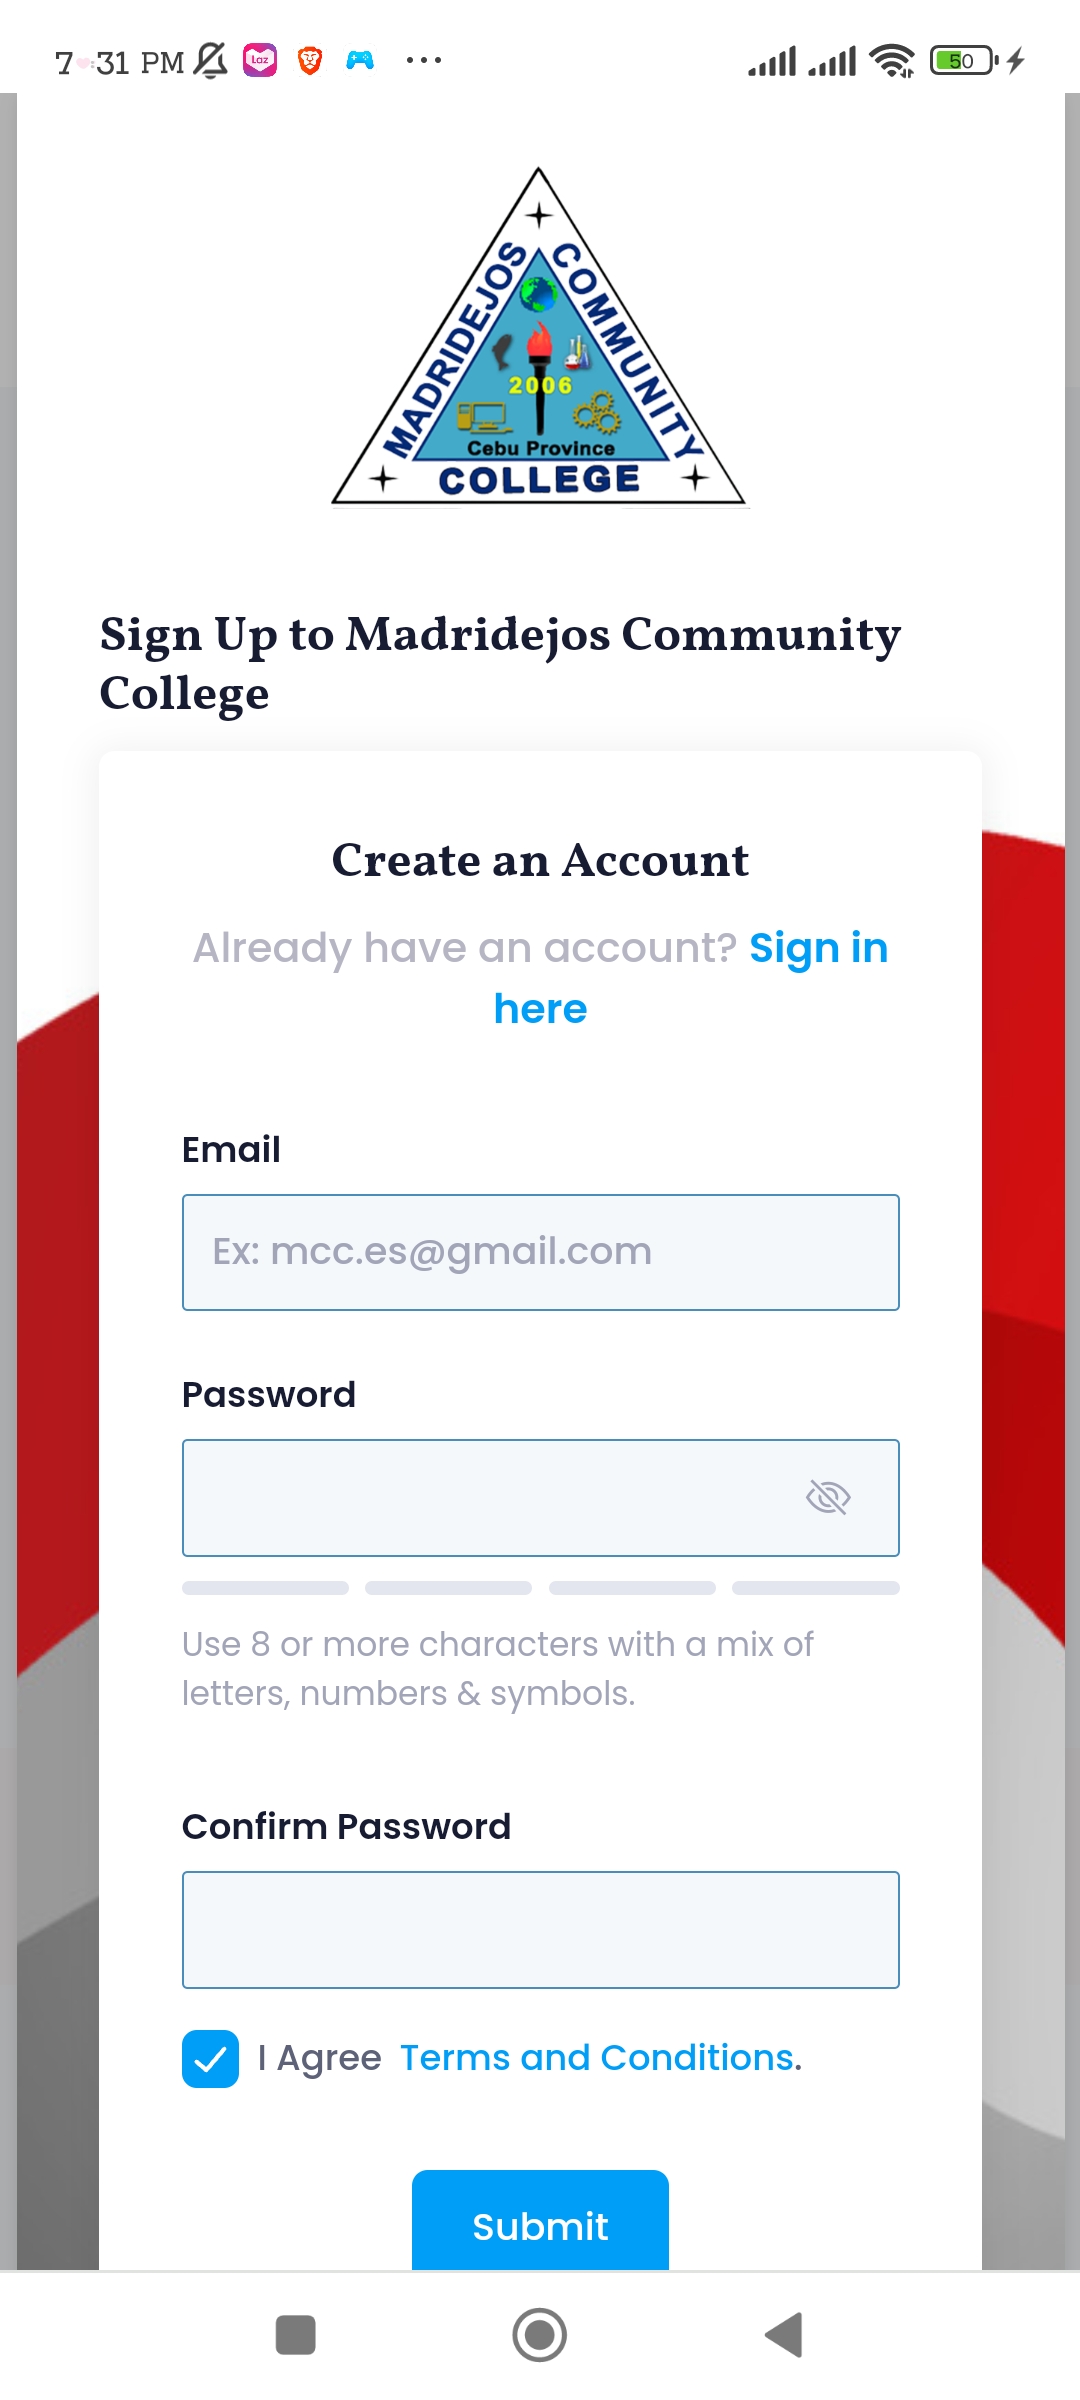 7:31 PM
Laz
50
MADRIDEJOS COMMUNITY
2006
Cebu Province
COLLEGE
Sign Up to Madridejos Community
College
Create an Account
Already have an account? Sign in
here
Email
Ex: mcc.es@gmail.com
Password
Use 8 or more characters with a mix of
letters, numbers & symbols.
Confirm Password
I Agree Terms and Conditions.
Submit